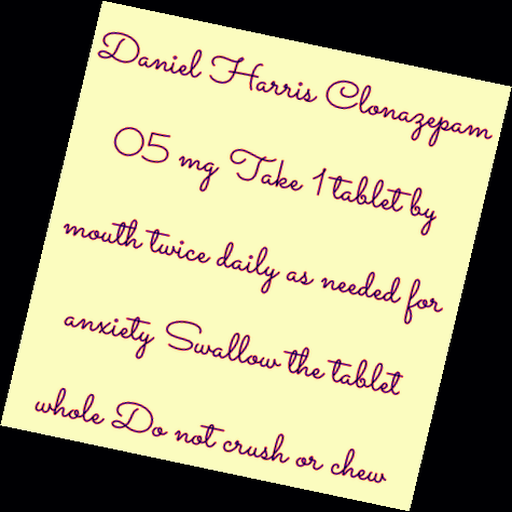 Daniel Harris Clonazepam
05 mg Take 1 tablet by
mouth twice daily as needed for
anxiety Swallow the tablet
whole Do not crush or chew